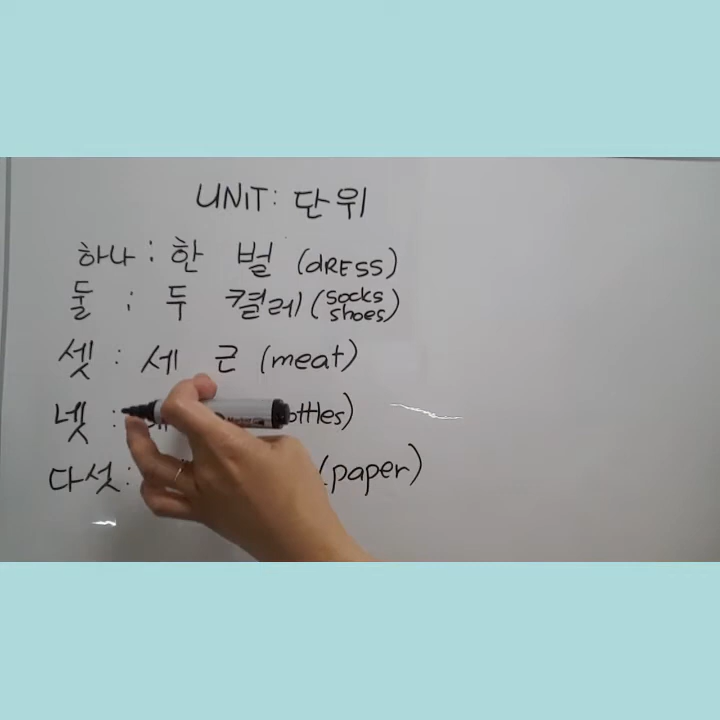 UNIT: 단위
하나 : 한 벌 (dRESS)
둘 : 두 켤레 (socks shoes)
셋 : 세 근 (meat)
넷 :
다섯 : (paper)